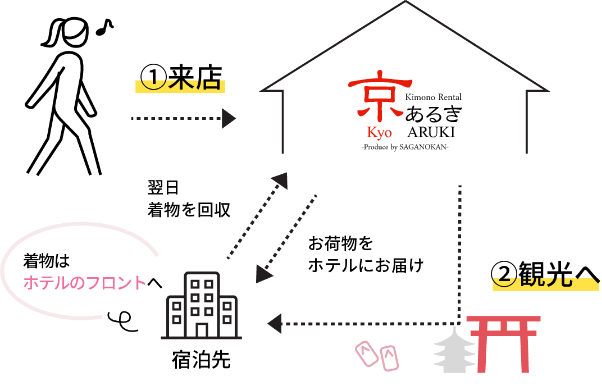 ①来店
京あるき
Kimono Rental
Kyo ARUKI
-Produce by SAGANOKAN-
翌日
着物を回収
お荷物を
ホテルにお届け
着物は
ホテルのフロントへ
②観光へ
宿泊先